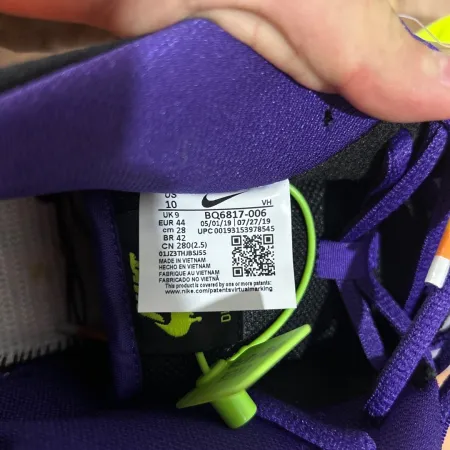 US
10
VH
UK 9
EUR 44
cm 28
BR 42
CN 280(2.5)
BQ6817-006
05/01/19 | 07/27/19
UPC 00193153978545
MADE IN VIETNAM
HECHO EN VIETNAM
FABRIQUÉ AU VIETNAM
FABRICADO NO VIETNÃ
This product is covered by one or more patents:
www.nike.com/patentsvirtualmarking